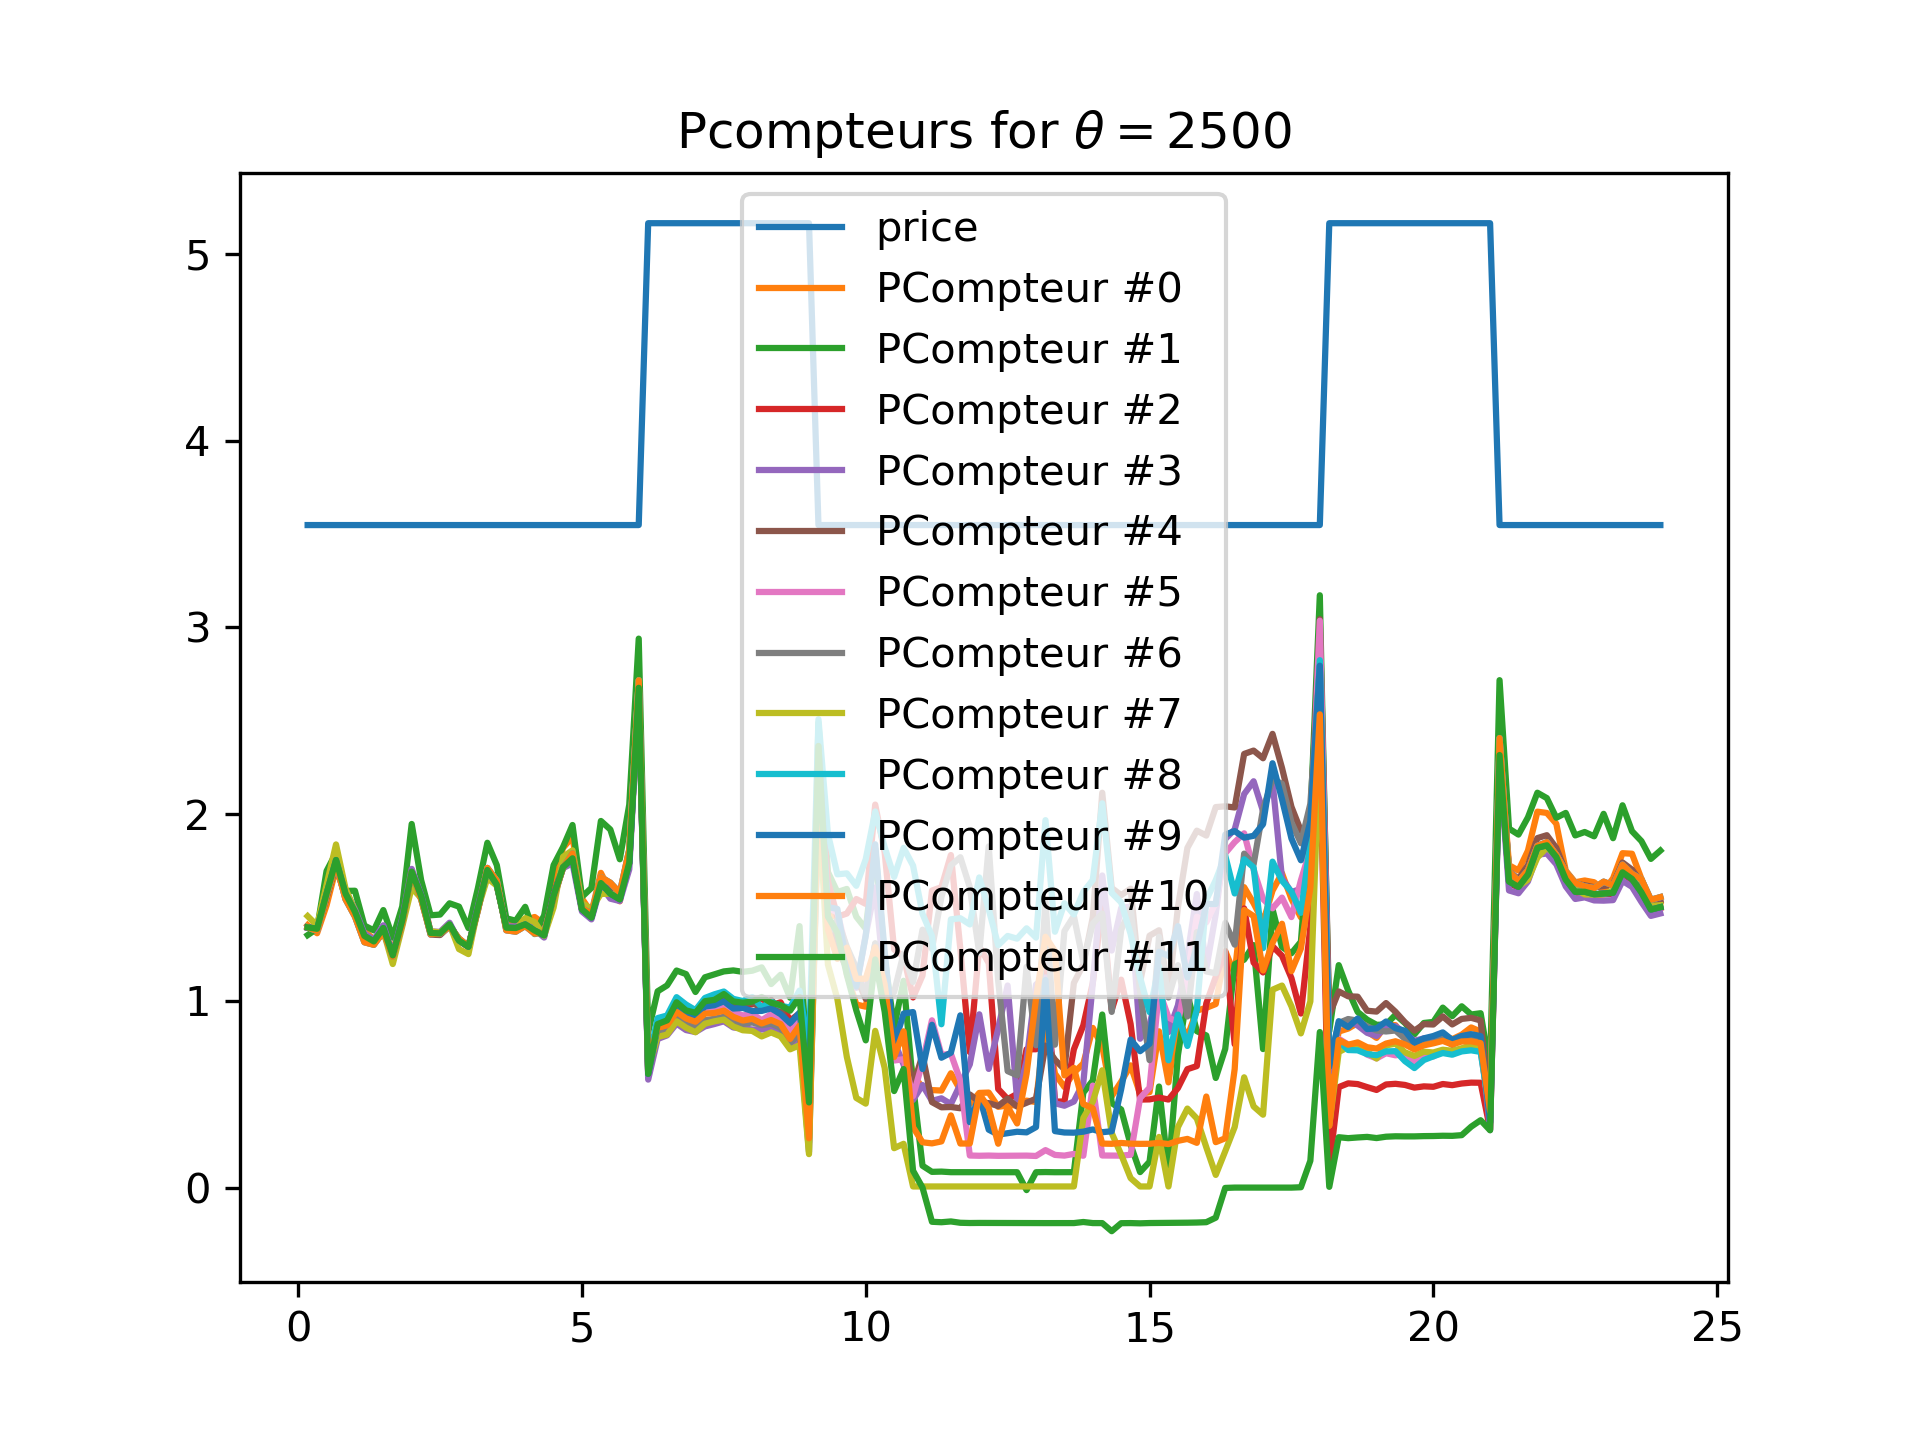 Pcompteurs for θ = 2500
5
4
3
2
1
0
price
PCompteur #0
PCompteur #1
PCompteur #2
PCompteur #3
PCompteur #4
PCompteur #5
PCompteur #6
PCompteur #7
PCompteur #8
PCompteur #9
PCompteur #10
PCompteur #11
0 5 10 15 20 25